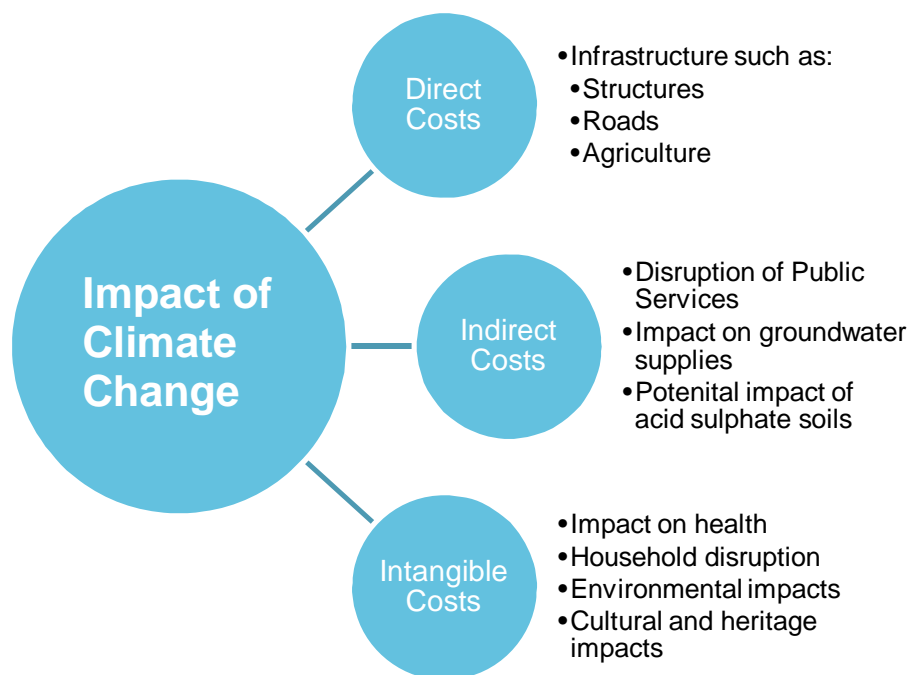 Impact of
Climate
Change
Direct
Costs
•Infrastructure such as:
•Structures
•Roads
•Agriculture
Indirect
Costs
•Disruption of Public
Services
•Impact on groundwater
supplies
•Potenital impact of
acid sulphate soils
Intangible
Costs
•Impact on health
•Household disruption
•Environmental impacts
•Cultural and heritage
impacts